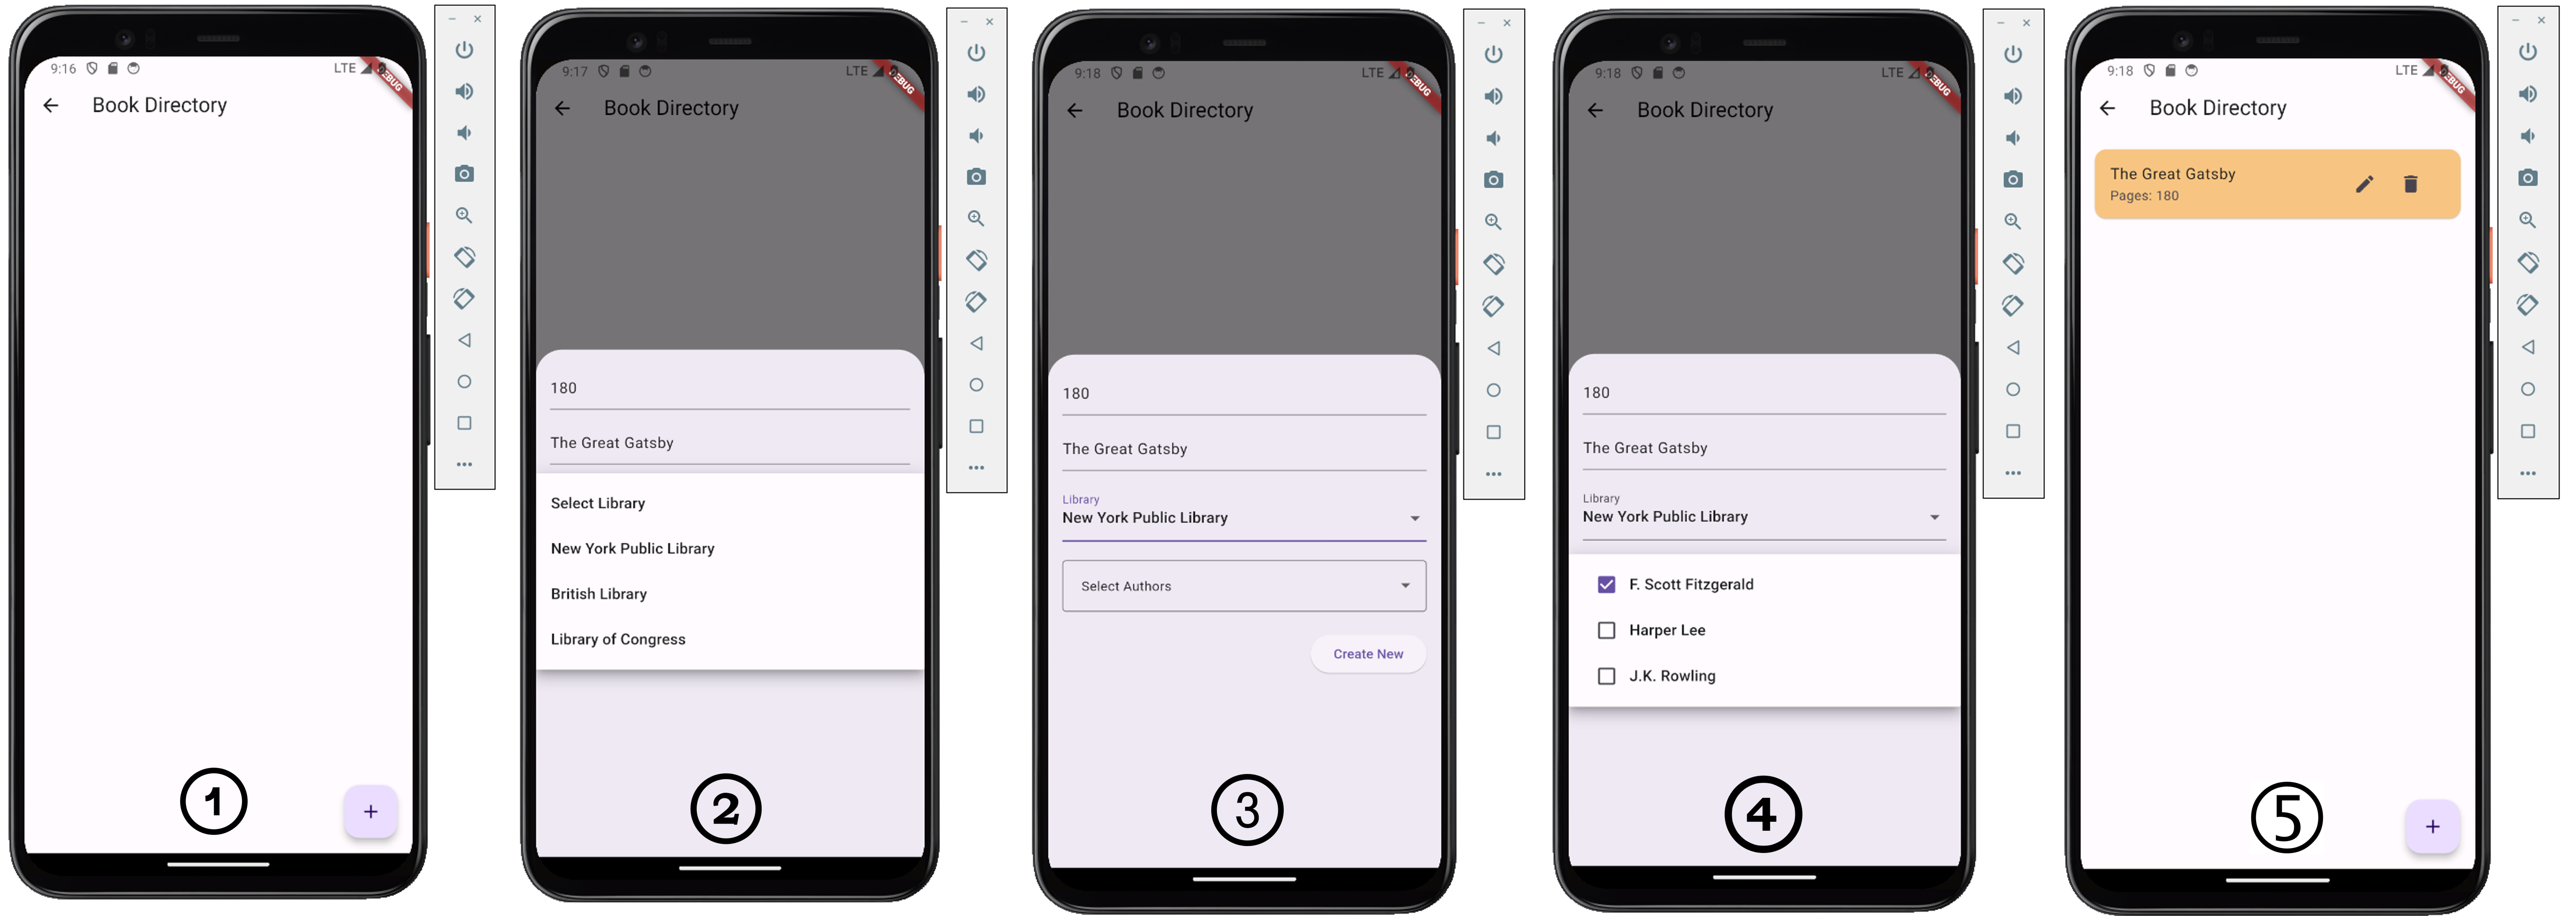 9:16 LTE DEBUG
Book Directory
1
+
9:17 LTE DEBUG
Book Directory
180
The Great Gatsby
Select Library
New York Public Library
British Library
Library of Congress
2
9:18 LTE DEBUG
Book Directory
180
The Great Gatsby
Library
New York Public Library
Select Authors
Create New
3
9:18 LTE DEBUG
Book Directory
180
The Great Gatsby
Library
New York Public Library
F. Scott Fitzgerald
Harper Lee
J.K. Rowling
4
9:18 LTE DEBUG
Book Directory
The Great Gatsby
Pages: 180
5
+